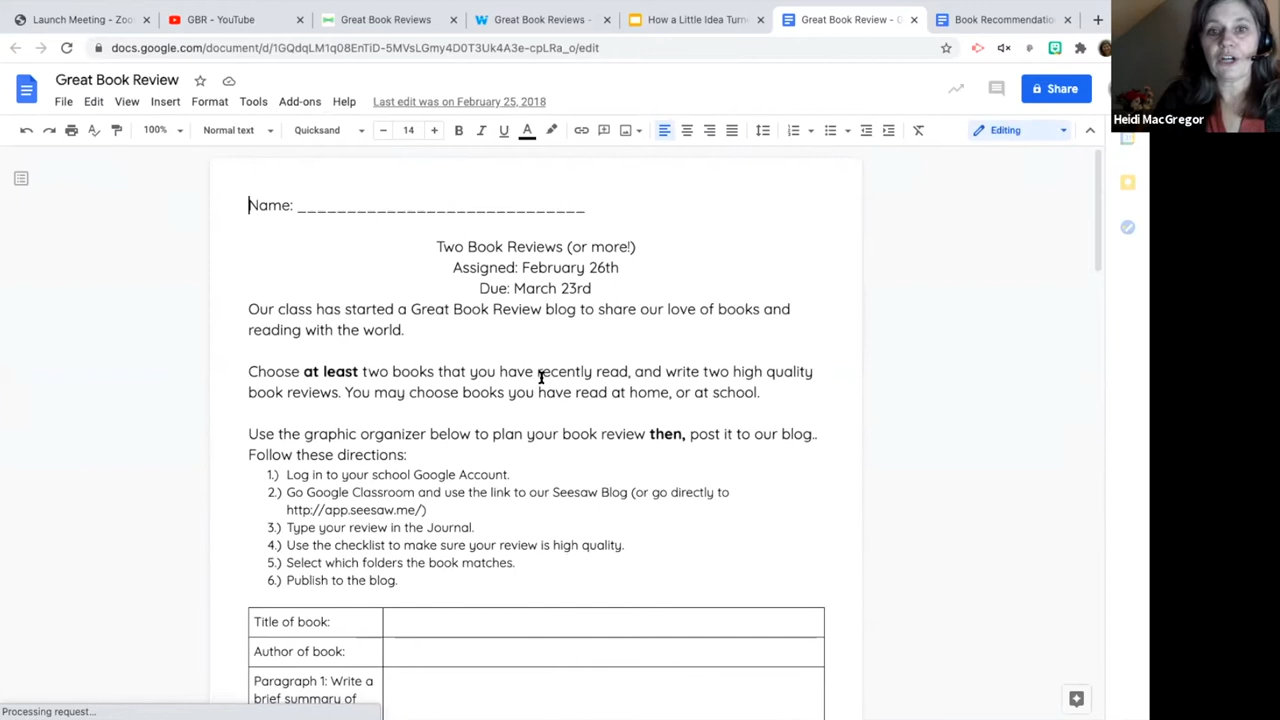 Launch Meeting - Zoo
GBR - YouTube
Great Book Reviews
Great Book Reviews -
How a Little Idea Turn
Great Book Review - G
Book Recommendatio
docs.google.com/document/d/1GQdqLM1q08EnTiD-5MVsLGmy4D0T3Uk4A3e-cpLRa_o/edit
Great Book Review
File Edit View Insert Format Tools Add-ons Help Last edit was on February 25, 2018
Share
Heidi MacGregor
100% Normal text Quicksand 14 B I U A Editing
Name: _ _ _ _ _ _ _ _ _ _ _ _ _ _ _ _ _ _ _ _ _ _ _ _ _ _ _ _ _
Two Book Reviews (or more!)
Assigned: February 26th
Due: March 23rd
Our class has started a Great Book Review blog to share our love of books and
reading with the world.
Choose at least two books that you have recently read, and write two high quality
book reviews. You may choose books you have read at home, or at school.
Use the graphic organizer below to plan your book review then, post it to our blog..
Follow these directions:
1.) Log in to your school Google Account.
2.) Go Google Classroom and use the link to our Seesaw Blog (or go directly to
http://app.seesaw.me/)
3.) Type your review in the Journal.
4.) Use the checklist to make sure your review is high quality.
5.) Select which folders the book matches.
6.) Publish to the blog.
Title of book:
Author of book:
Paragraph 1: Write a
brief summary of
Processing request...